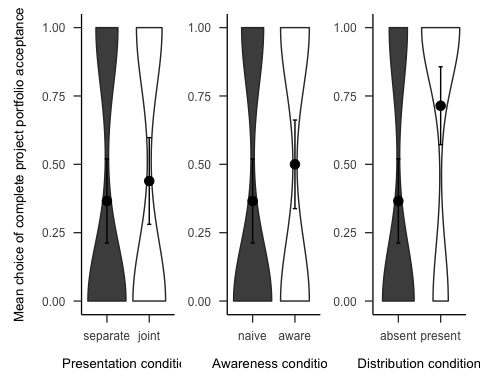 Mean choice of complete project portfolio acceptance
1.00
0.75
0.50
0.25
0.00
separate joint
Presentation conditi
1.00
0.75
0.50
0.25
0.00
naive aware
Awareness conditio
1.00
0.75
0.50
0.25
0.00
absent present
Distribution condition